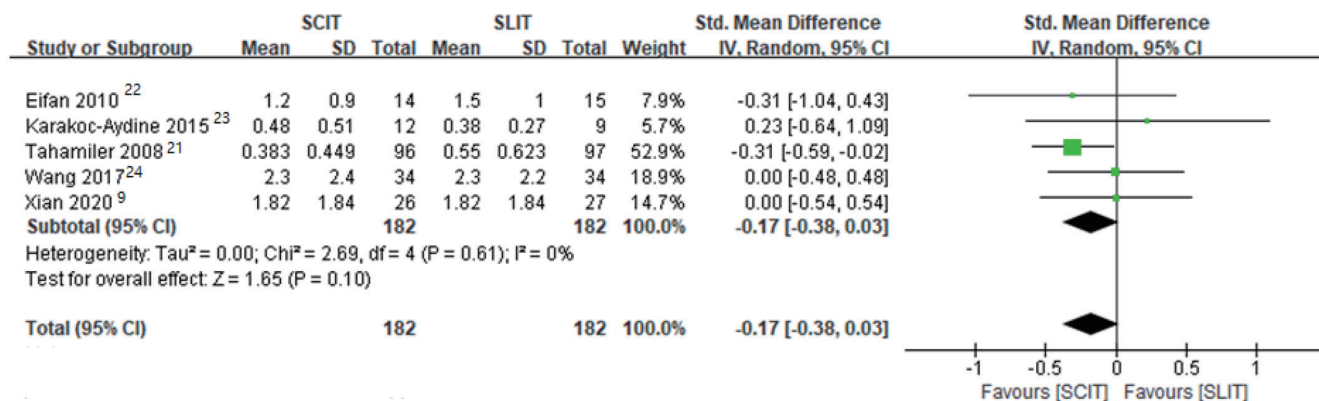 SCIT SLIT Std. Mean Difference Std. Mean Difference
Study or Subgroup Mean SD Total Mean SD Total Weight IV, Random, 95% CI IV, Random, 95% CI
Eifan 2010 22 1.2 0.9 14 1.5 1 15 7.9% -0.31 [-1.04, 0.43]
Karakoc-Aydine 2015 23 0.48 0.51 12 0.38 0.27 9 5.7% 0.23 [-0.64, 1.09]
Tahamiler 2008 21 0.383 0.449 96 0.55 0.623 97 52.9% -0.31 [-0.59, -0.02]
Wang 2017 24 2.3 2.4 34 2.3 2.2 34 18.9% 0.00 [-0.48, 0.48]
Xian 2020 9 1.82 1.84 26 1.82 1.84 27 14.7% 0.00 [-0.54, 0.54]
Subtotal (95% CI) 182 182 100.0% -0.17 [-0.38, 0.03]
Heterogeneity: Tau² = 0.00; Chi² = 2.69, df = 4 (P = 0.61); I² = 0%
Test for overall effect: Z = 1.65 (P = 0.10)
Total (95% CI) 182 182 100.0% -0.17 [-0.38, 0.03]
-1 -0.5 0 0.5 1
Favours [SCIT] Favours [SLIT]